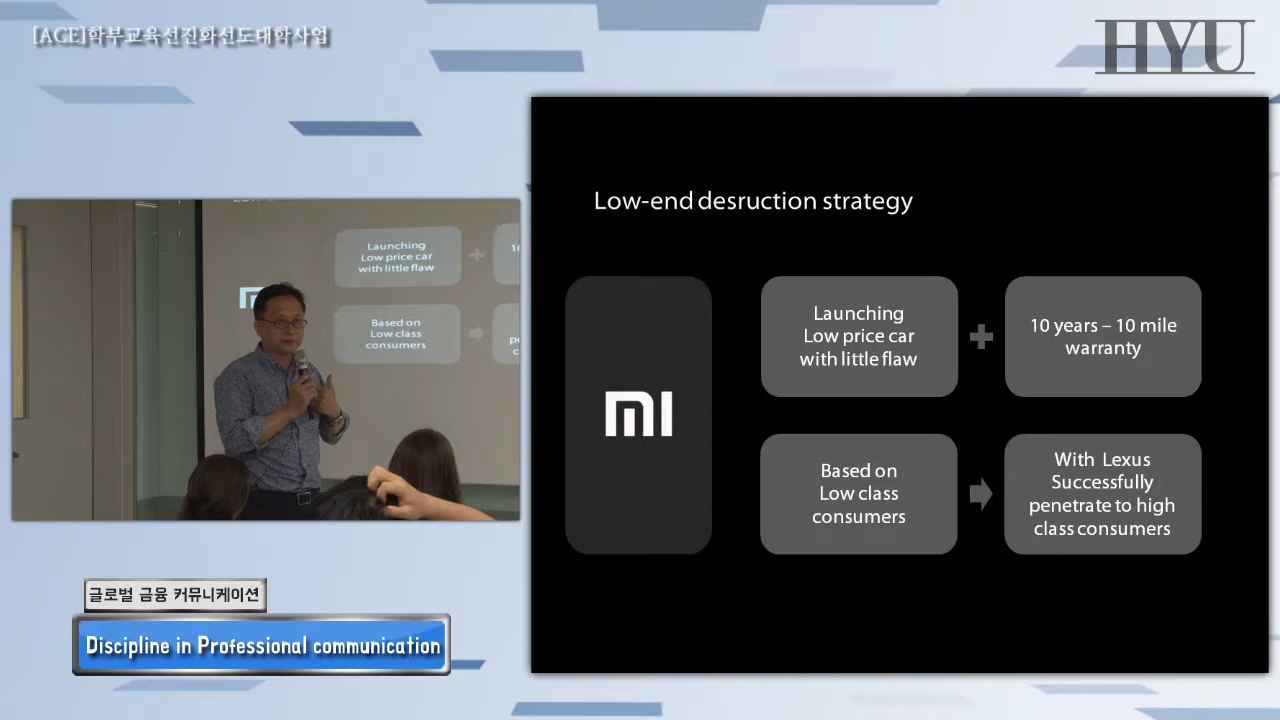 [ACE]학부교육선진화선도대학사업
HYU
Low-end desruction strategy
Launching
Low price car
with little flaw
10 years – 10 mile
warranty
mi
Based on
Low class
consumers
With Lexus
Successfully
penetrate to high
class consumers
Launching
Low price car
with little flaw
Based on
Low class
consumers
글로벌 금융 커뮤니케이션
Discipline in Professional communication